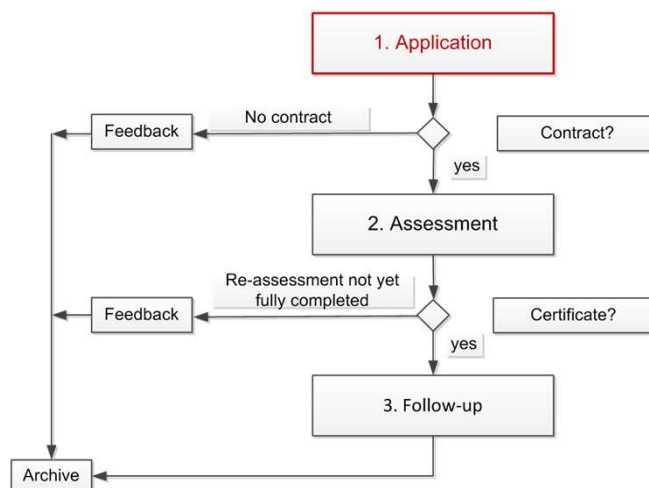 1. Application
No contract
Feedback
Contract?
yes
2. Assessment
Re-assessment not yet
fully completed
Feedback
Certificate?
yes
3. Follow-up
Archive